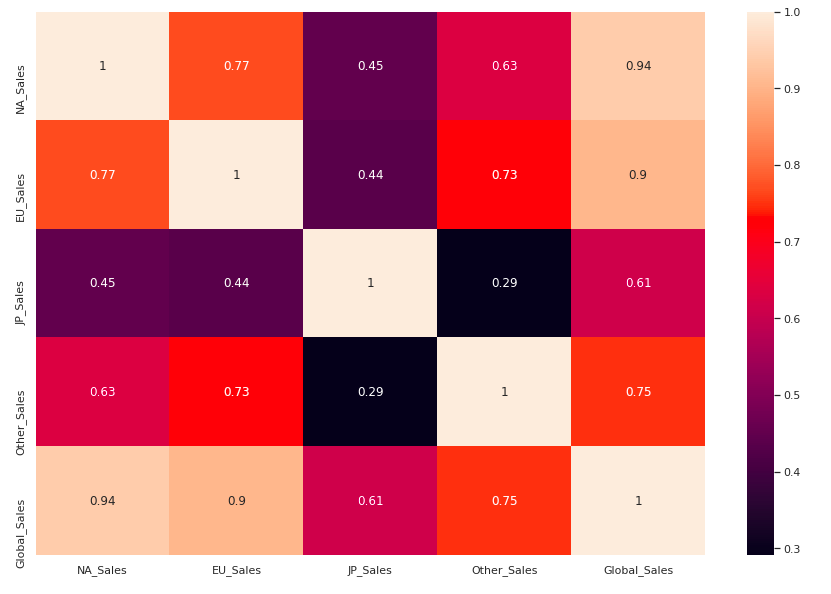 NA_Sales 1 0.77 0.45 0.63 0.94
EU_Sales 0.77 1 0.44 0.73 0.9
JP_Sales 0.45 0.44 1 0.29 0.61
Other_Sales 0.63 0.73 0.29 1 0.75
Global_Sales 0.94 0.9 0.61 0.75 1
NA_Sales EU_Sales JP_Sales Other_Sales Global_Sales
1.0
0.9
0.8
0.7
0.6
0.5
0.4
0.3